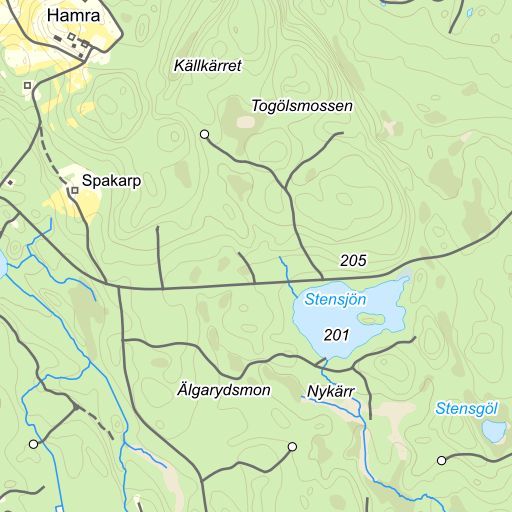 Hamra
Källkärret
Togölsmossen
Spakarp
205
Stensjön
201
Älgarydsmon
Nykärr
Stensgöl